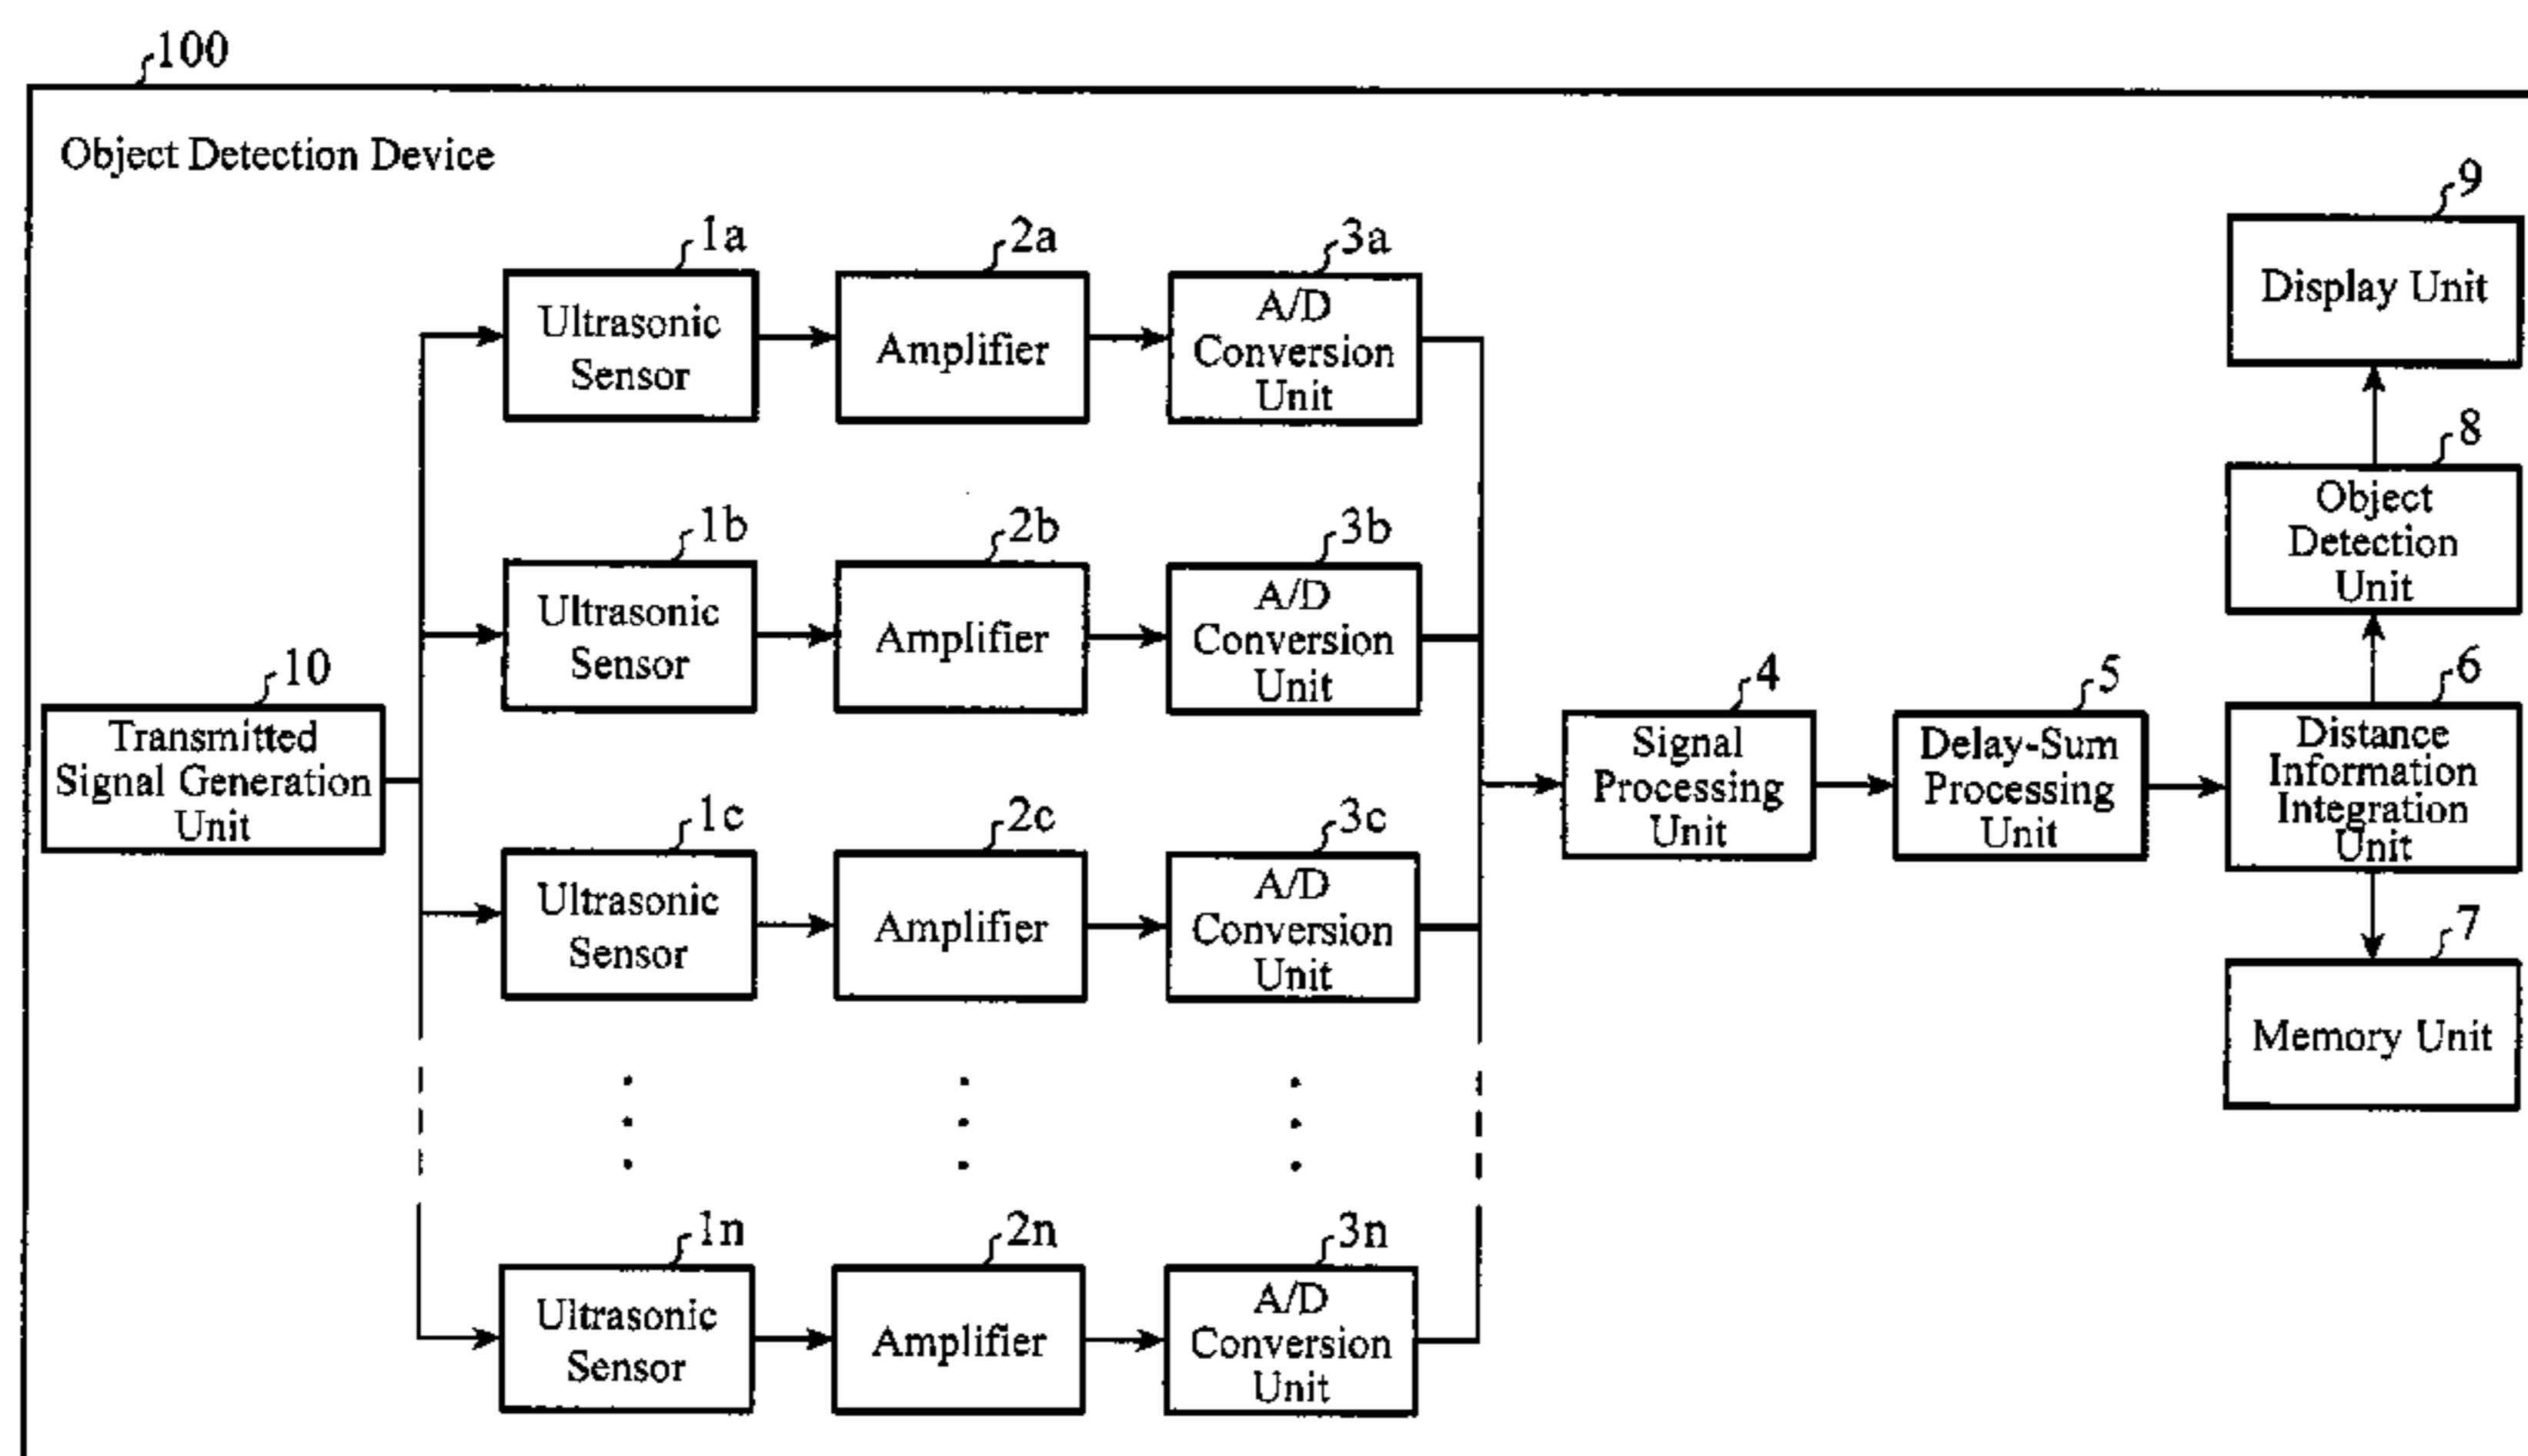 100
Object Detection Device
9
Display Unit
1a
2a
3a
Ultrasonic
Sensor
Amplifier
A/D
Conversion
Unit
8
Object
Detection
Unit
1b
2b
3b
Ultrasonic
Sensor
Amplifier
A/D
Conversion
Unit
10
Transmitted
Signal Generation
Unit
4
Signal
Processing
Unit
5
Delay-Sum
Processing
Unit
6
Distance
Information
Integration
Unit
1c
2c
3c
Ultrasonic
Sensor
Amplifier
A/D
Conversion
Unit
7
Memory Unit
1n
2n
3n
Ultrasonic
Sensor
Amplifier
A/D
Conversion
Unit